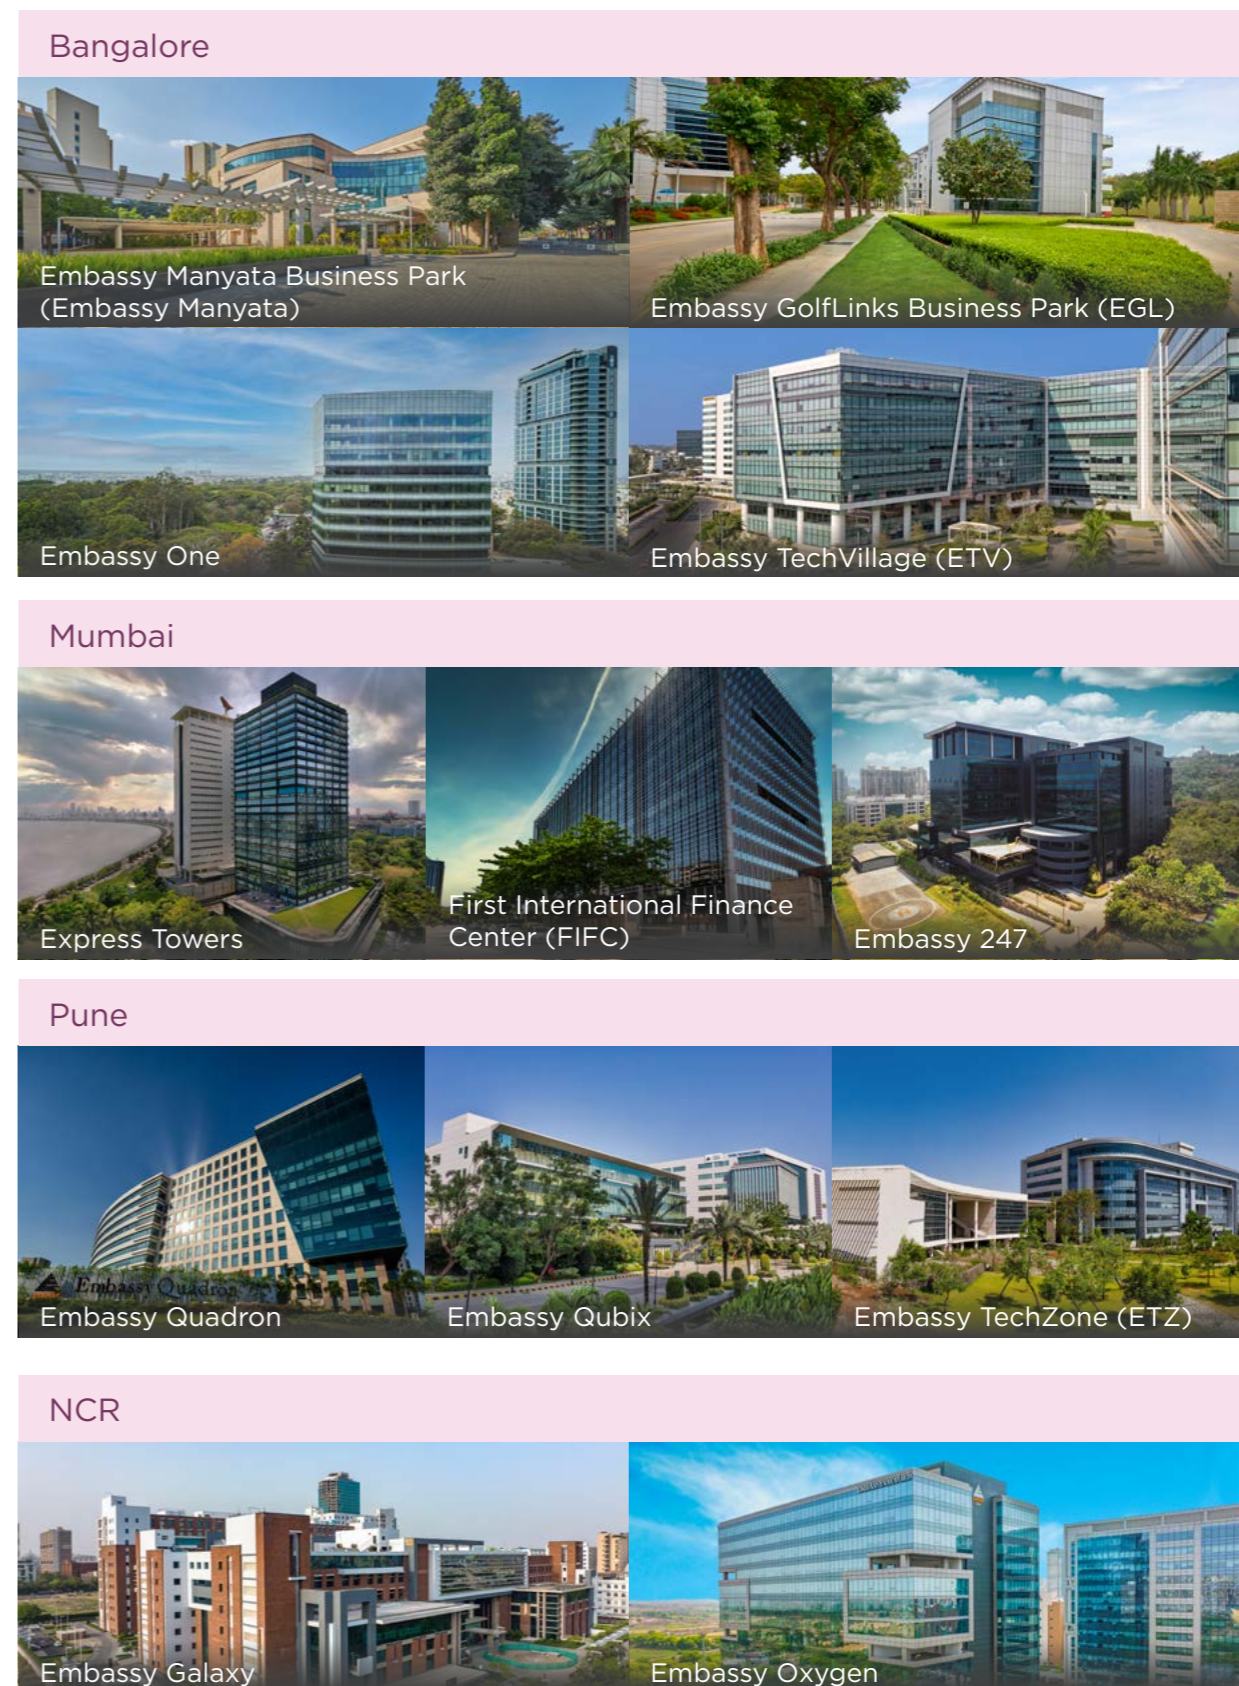 Bangalore
Embassy Manyata Business Park
(Embassy Manyata)
Embassy GolfLinks Business Park (EGL)
Embassy One
Embassy TechVillage (ETV)
Mumbai
Express Towers
First International Finance
Center (FIFC)
Embassy 247
Pune
Embassy Quadron
Embassy Quadron
Embassy Qubix
Embassy TechZone (ETZ)
NCR
Embassy Galaxy
Embassy Oxygen